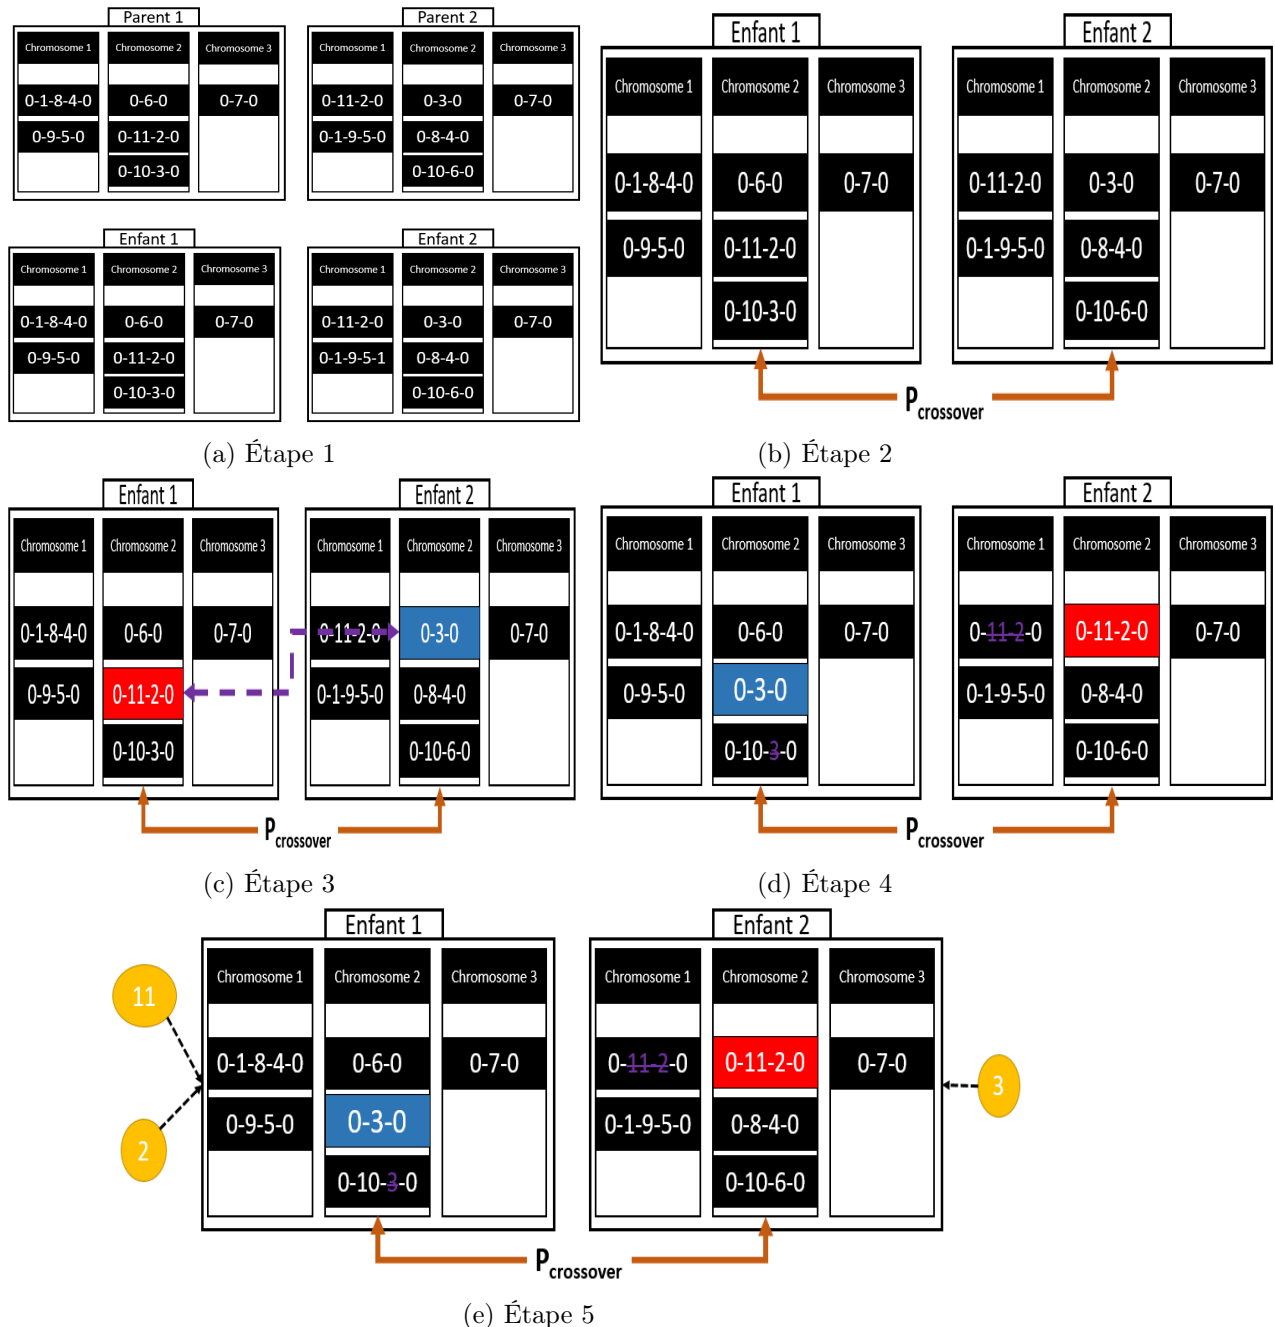 Parent 1
Chromosome 1 Chromosome 2 Chromosome 3
0-1-8-4-0 0-6-0 0-7-0
0-9-5-0 0-11-2-0
0-10-3-0
Parent 2
Chromosome 1 Chromosome 2 Chromosome 3
0-11-2-0 0-3-0 0-7-0
0-1-9-5-0 0-8-4-0
0-10-6-0
Enfant 1
Chromosome 1 Chromosome 2 Chromosome 3
0-1-8-4-0 0-6-0 0-7-0
0-9-5-0 0-11-2-0
0-10-3-0
Enfant 2
Chromosome 1 Chromosome 2 Chromosome 3
0-11-2-0 0-3-0 0-7-0
0-1-9-5-1 0-8-4-0
0-10-6-0
(a) Étape 1
Enfant 1
Chromosome 1 Chromosome 2 Chromosome 3
0-1-8-4-0 0-6-0 0-7-0
0-9-5-0 0-11-2-0
0-10-3-0
Enfant 2
Chromosome 1 Chromosome 2 Chromosome 3
0-11-2-0 0-3-0 0-7-0
0-1-9-5-0 0-8-4-0
0-10-6-0
Pcrossover
(b) Étape 2
Enfant 1
Chromosome 1 Chromosome 2 Chromosome 3
0-1-8-4-0 0-6-0 0-7-0
0-9-5-0 0-11-2-0
0-10-3-0
Enfant 2
Chromosome 1 Chromosome 2 Chromosome 3
0-11-2-0 0-3-0 0-7-0
0-1-9-5-0 0-8-4-0
0-10-6-0
Pcrossover
(c) Étape 3
Enfant 1
Chromosome 1 Chromosome 2 Chromosome 3
0-1-8-4-0 0-6-0 0-7-0
0-9-5-0 0-3-0
0-10-3-0
Enfant 2
Chromosome 1 Chromosome 2 Chromosome 3
0-11-2-0 0-11-2-0 0-7-0
0-1-9-5-0 0-8-4-0
0-10-6-0
Pcrossover
(d) Étape 4
11
2
Enfant 1
Chromosome 1 Chromosome 2 Chromosome 3
0-1-8-4-0 0-6-0 0-7-0
0-9-5-0 0-3-0
0-10-3-0
Enfant 2
Chromosome 1 Chromosome 2 Chromosome 3
0-11-2-0 0-11-2-0 0-7-0
0-1-9-5-0 0-8-4-0
0-10-6-0
3
Pcrossover
(e) Étape 5